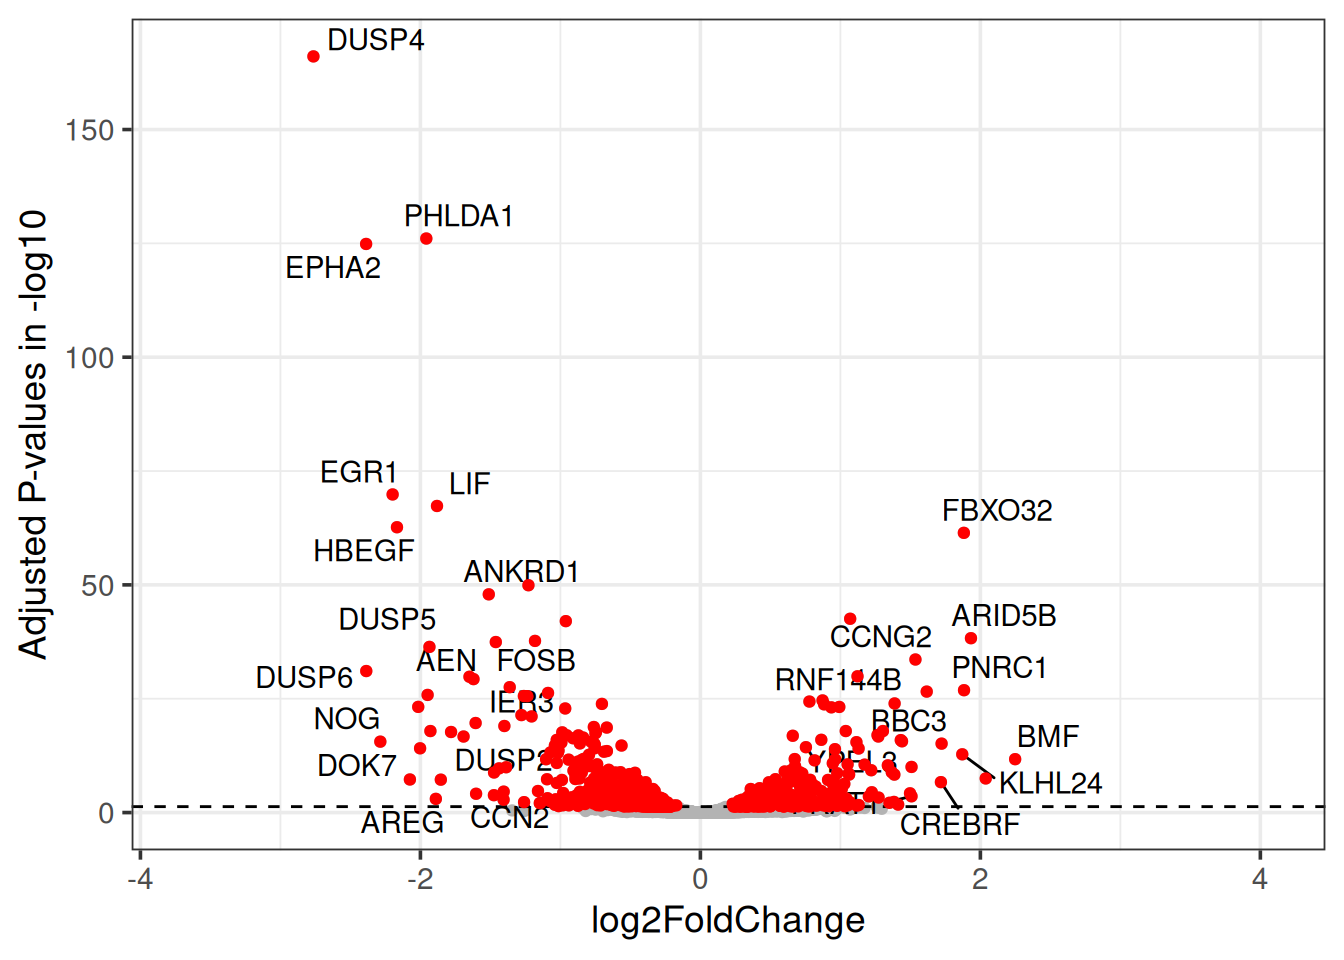 DUSP4
150
PHLDA1
EPHA2
100
EGR1
LIF
FBXO32
HBEGF
ANKRD1
50
DUSP5
ARID5B
CCNG2
AEN
FOSB
PNRC1
DUSP6
RNF144B
IER3
NOG
BBC3
BMF
DUSP2
DOK7
KLHL24
0
AREG
CCN2
CREBRF
-4
-2
0
2
4
log2FoldChange
Adjusted P-values in -log10